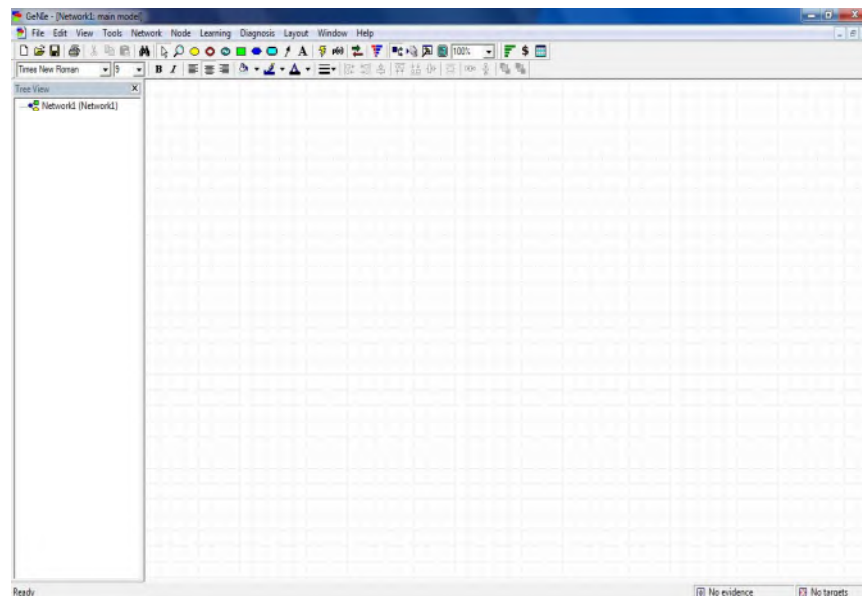 GeNIe - [Network1: main model]
File Edit View Tools Network Node Learning Diagnosis Layout Window Help
100%
Times New Roman 9 B I A
Tree View X
Network1 (Network1)
Ready No evidence No targets